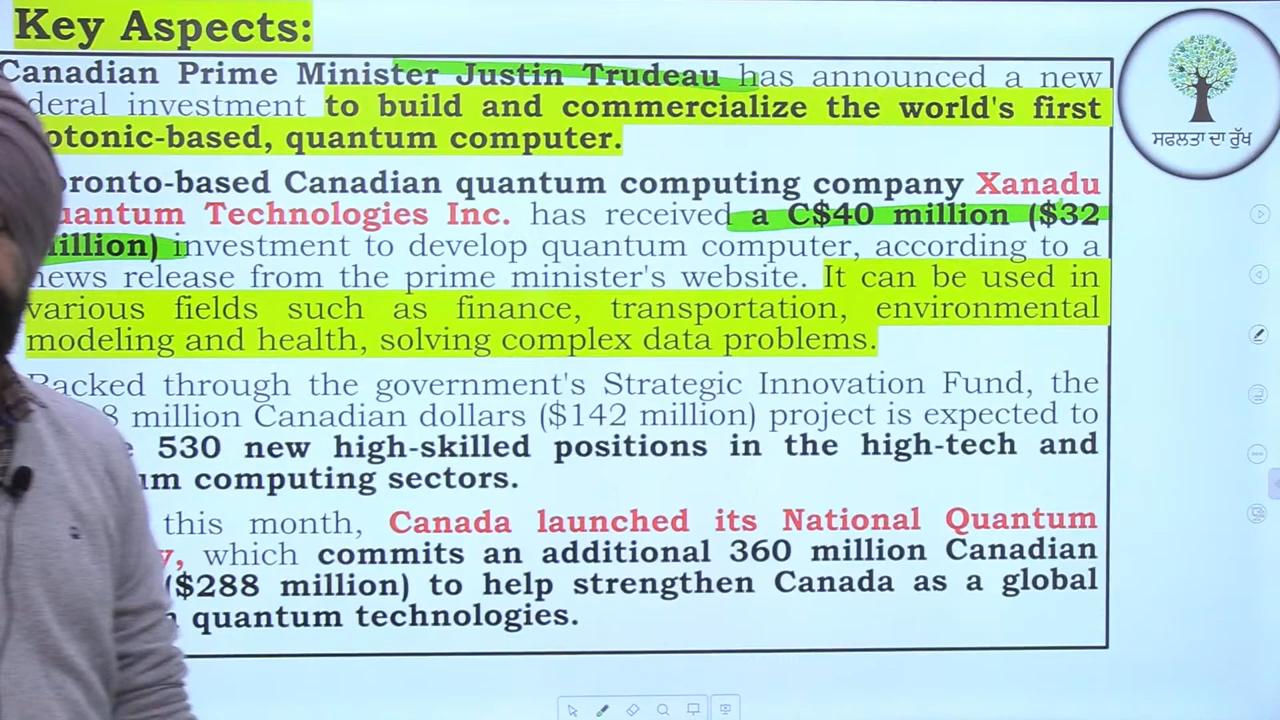 Key Aspects:
Canadian Prime Minister Justin Trudeau has announced a new
deral investment to build and commercialize the world's first
otonic-based, quantum computer.
ronto-based Canadian quantum computing company Xanadu
uantum Technologies Inc. has received a C$40 million ($32
illion) investment to develop quantum computer, according to a
news release from the prime minister's website. It can be used in
various fields such as finance, transportation, environmental
modeling and health, solving complex data problems.
Backed through the government's Strategic Innovation Fund, the
8 million Canadian dollars ($142 million) project is expected to
e 530 new high-skilled positions in the high-tech and
um computing sectors.
this month, Canada launched its National Quantum
y, which commits an additional 360 million Canadian
($288 million) to help strengthen Canada as a global
n quantum technologies.
ਸਫਲਤਾ ਦਾ ਰੁੱਖ